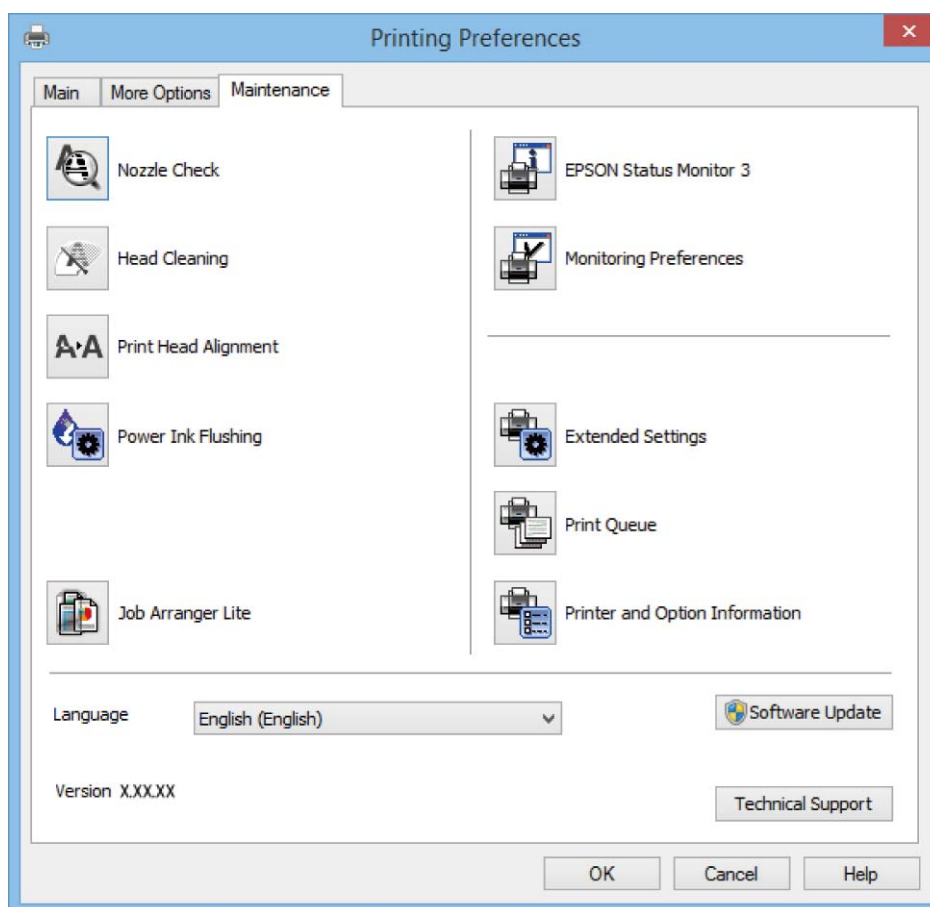 Printing Preferences
Main
More Options
Maintenance
Nozzle Check
Head Cleaning
Print Head Alignment
Power Ink Flushing
Job Arranger Lite
EPSON Status Monitor 3
Monitoring Preferences
Extended Settings
Print Queue
Printer and Option Information
Language
English (English)
Software Update
Version X.XX.XX
Technical Support
OK
Cancel
Help